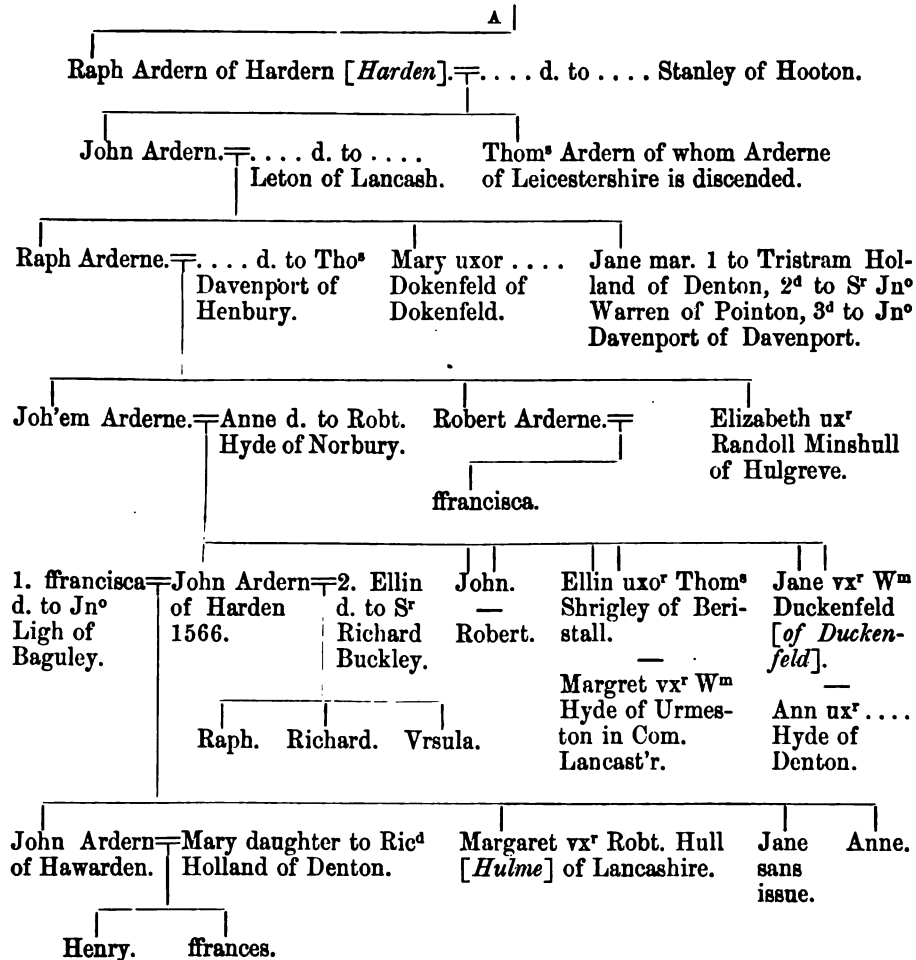 A
Raph Ardern of Hardern [Harden].=. . . . d. to . . . . Stanley of Hooton.
John Ardern.=. . . . d. to . . . .
Leton of Lancash.
Thomˢ Ardern of whom Arderne
of Leicestershire is discended.
Raph Arderne.=. . . . d. to Thoˢ
Davenport of
Henbury.
Mary uxor . . . .
Dokenfeld of
Dokenfeld.
Jane mar. 1 to Tristram Hol-
land of Denton, 2ᵈ to Sʳ Jnᵒ
Warren of Pointon, 3ᵈ to Jnᵒ
Davenport of Davenport.
Joh'em Arderne.=Anne d. to Robt.
Hyde of Norbury.
Robert Arderne.=
Elizabeth uxʳ
Randoll Minshull
of Hulgreve.
ffrancisca.
1. ffrancisca=John Ardern=2. Ellin
d. to Jnᵒ of Harden d. to Sʳ
Ligh of 1566. Richard
Baguley. Buckley.
John.
—
Robert.
Ellin uxoʳ Thomˢ
Shrigley of Beri-
stall.
—
Margret vxʳ Wᵐ
Hyde of Urmes-
ton in Com.
Lancast'r.
Jane vxʳ Wᵐ
Duckenfeld
[of Ducken-
feld].
—
Ann uxʳ . . . .
Hyde of
Denton.
Raph. Richard. Vrsula.
John Ardern=Mary daughter to Ricᵈ
of Hawarden. Holland of Denton.
Margaret vxʳ Robt. Hull
[Hulme] of Lancashire.
Jane
sans
issue.
Anne.
Henry. ffrances.